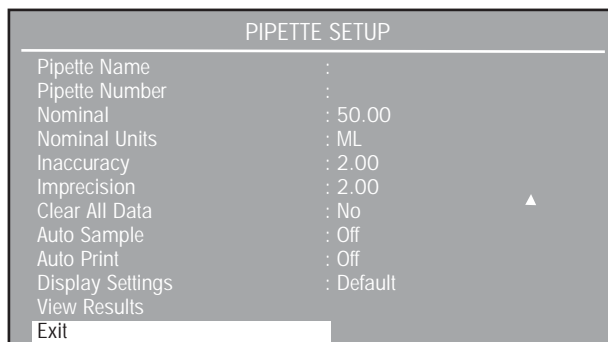 PIPETTE SETUP
Pipette Name :
Pipette Number :
Nominal : 50.00
Nominal Units : ML
Inaccuracy : 2.00
Imprecision : 2.00
Clear All Data : No
Auto Sample : Off
Auto Print : Off
Display Settings : Default
View Results
Exit